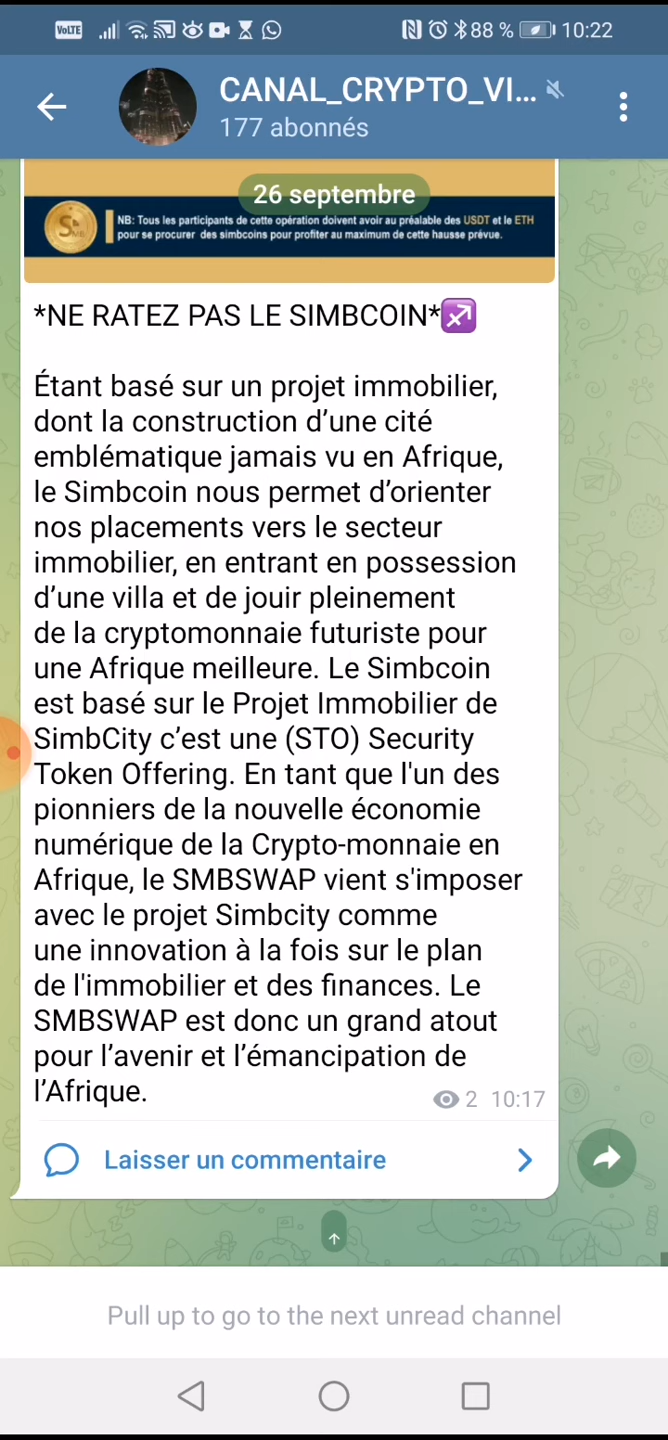 VoLTE 88 % 10:22
CANAL_CRYPTO_VI...
177 abonnés
26 septembre
NB: Tous les participants de cette opération doivent avoir au préalable des USDT et le ETH
pour se procurer des simbcoins pour profiter au maximum de cette hausse prévue.
*NE RATEZ PAS LE SIMBCOIN*
Étant basé sur un projet immobilier,
dont la construction d’une cité
emblématique jamais vu en Afrique,
le Simbcoin nous permet d’orienter
nos placements vers le secteur
immobilier, en entrant en possession
d’une villa et de jouir pleinement
de la cryptomonnaie futuriste pour
une Afrique meilleure. Le Simbcoin
est basé sur le Projet Immobilier de
SimbCity c’est une (STO) Security
Token Offering. En tant que l'un des
pionniers de la nouvelle économie
numérique de la Crypto-monnaie en
Afrique, le SMBSWAP vient s'imposer
avec le projet Simbcity comme
une innovation à la fois sur le plan
de l'immobilier et des finances. Le
SMBSWAP est donc un grand atout
pour l’avenir et l’émancipation de
l’Afrique.
2 10:17
Laisser un commentaire
Pull up to go to the next unread channel